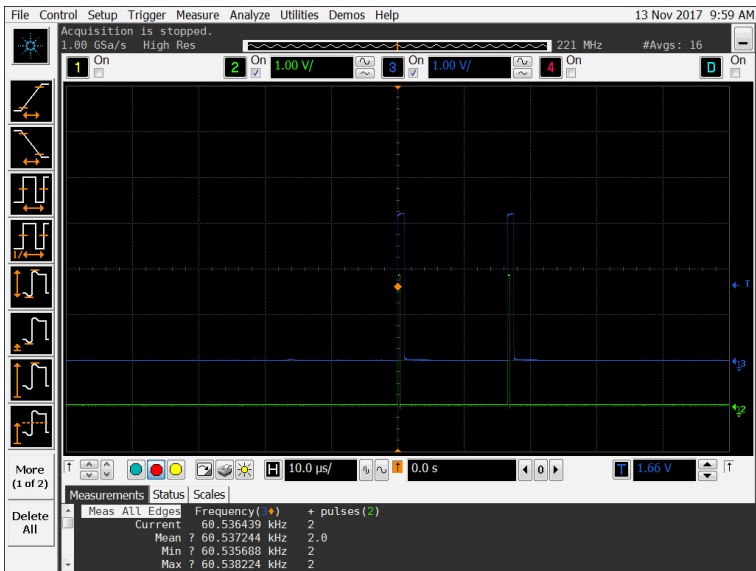 File Control Setup Trigger Measure Analyze Utilities Demos Help 13 Nov 2017 9:59 AM
Acquisition is stopped.
1.00 GSa/s High Res 221 MHz #Avgs: 16
1 On 2 On 1.00 V/ 3 On 1.00 V/ 4 On D On
T
3
2
1/
More
(1 of 2)
Delete
All
H 10.0 µs/ 0.0 s 0 T 1.66 V
Measurements Status Scales
Meas All Edges Frequency(3♦) + pulses(2)
Current 60.536439 kHz 2
Mean ? 60.537244 kHz 2.0
Min ? 60.535688 kHz 2
Max ? 60.538224 kHz 2